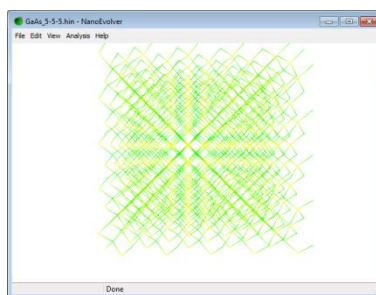 GaAs_5-5-5.hin - NanoEvolver
File Edit View Analysis Help
Done